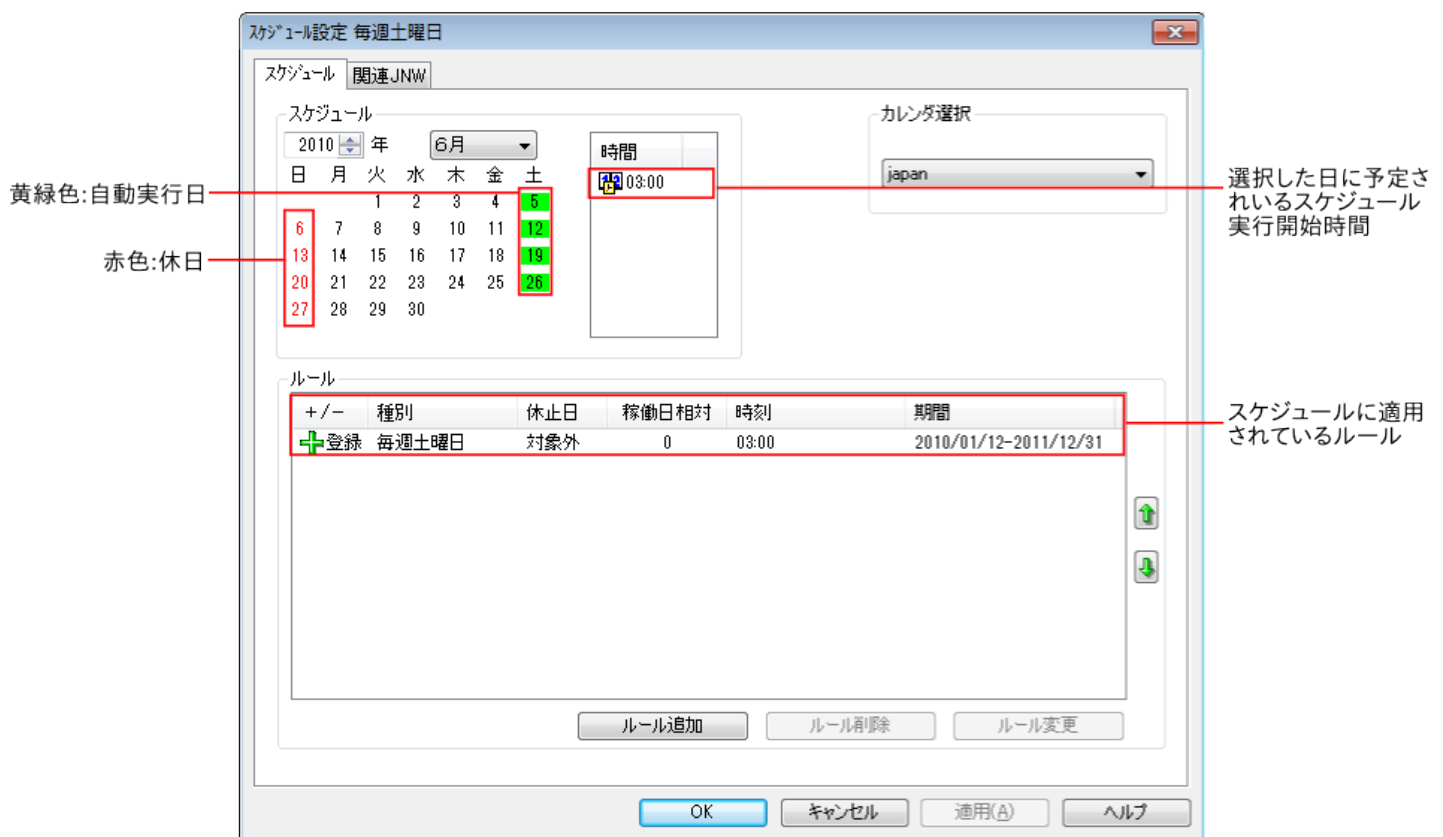 スケジュール設定 毎週土曜日
スケジュール 関連JNW
スケジュール
カレンダ選択
2010 年 6月
時間
日 月 火 水 木 金 土
03:00
japan
1 2 3 4 5
6 7 8 9 10 11 12
13 14 15 16 17 18 19
20 21 22 23 24 25 26
27 28 29 30
黄緑色:自動実行日
赤色:休日
選択した日に予定さ
れいるスケジュール
実行開始時間
ルール
+/- 種別 休止日 稼働日相対 時刻 期間
登録 毎週土曜日 対象外 0 03:00 2010/01/12-2011/12/31
スケジュールに適用
されているルール
ルール追加 ルール削除 ルール変更
OK キャンセル 適用(A) ヘルプ